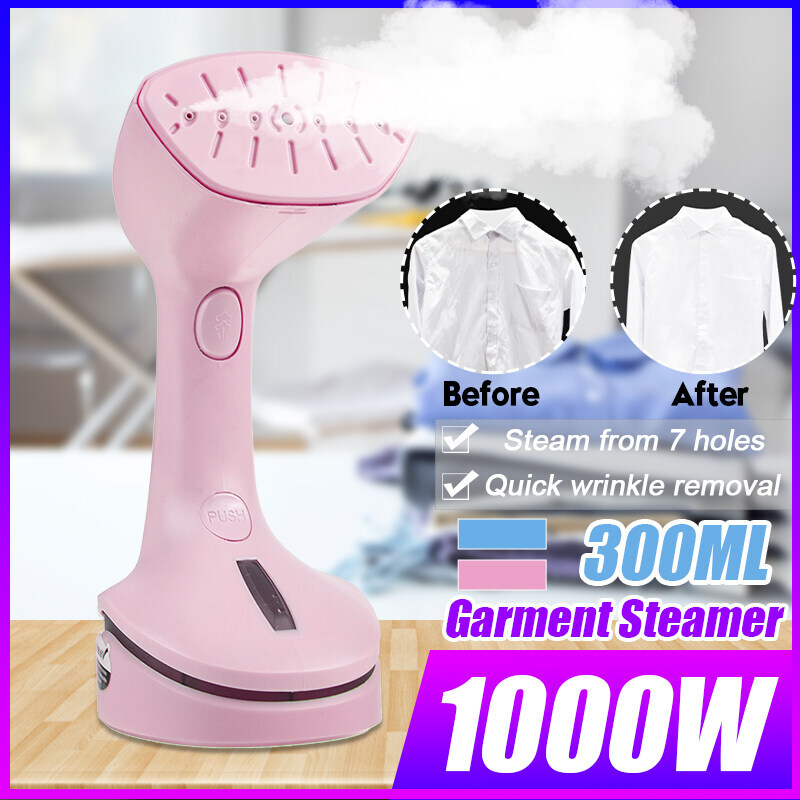 Before
After
Steam from 7 holes
Quick wrinkle removal
PUSH
300ML
Garment Steamer
1000W